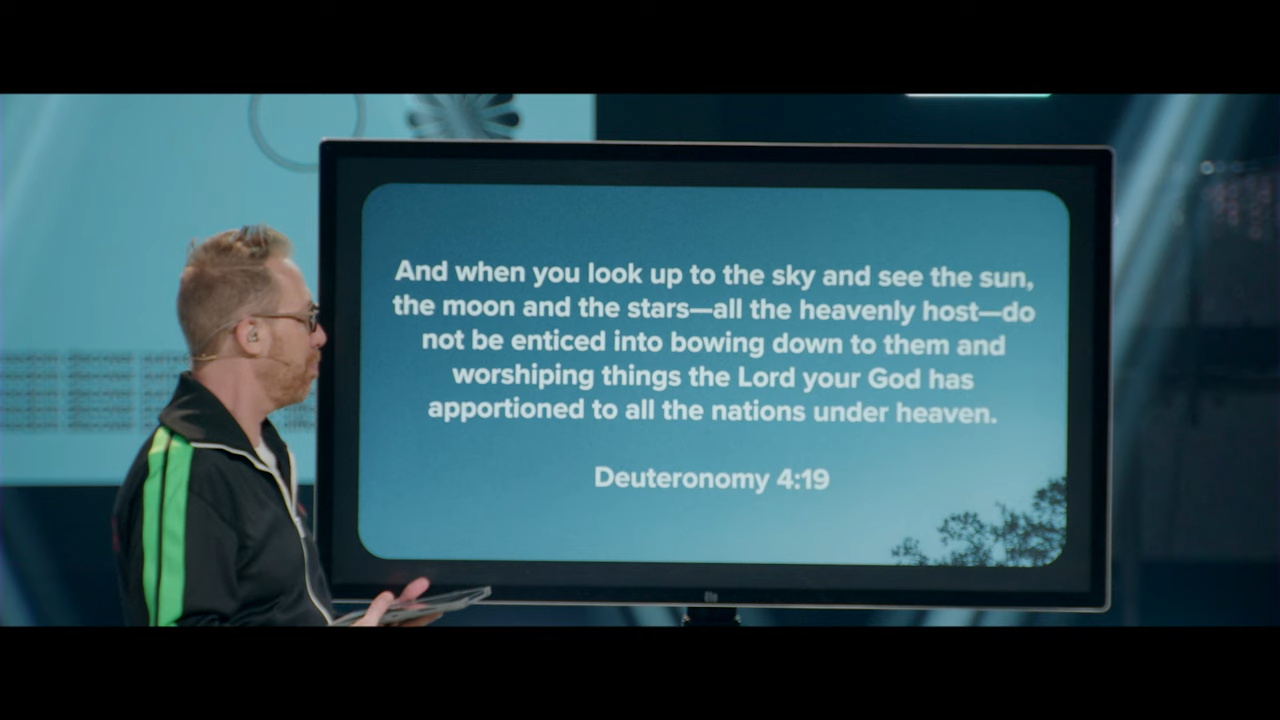 And when you look up to the sky and see the sun,
the moon and the stars—all the heavenly host—do
not be enticed into bowing down to them and
worshiping things the Lord your God has
apportioned to all the nations under heaven.
Deuteronomy 4:19